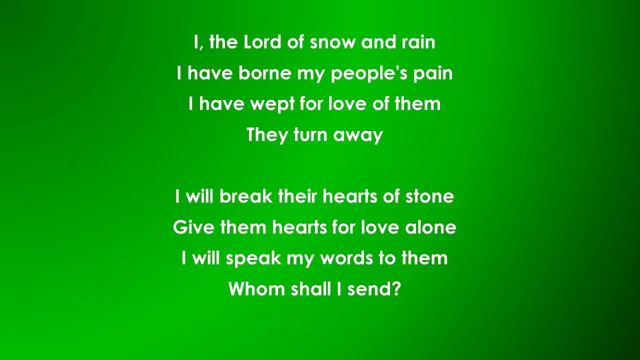 I, the Lord of snow and rain
I have borne my people's pain
I have wept for love of them
They turn away
I will break their hearts of stone
Give them hearts for love alone
I will speak my words to them
Whom shall I send?